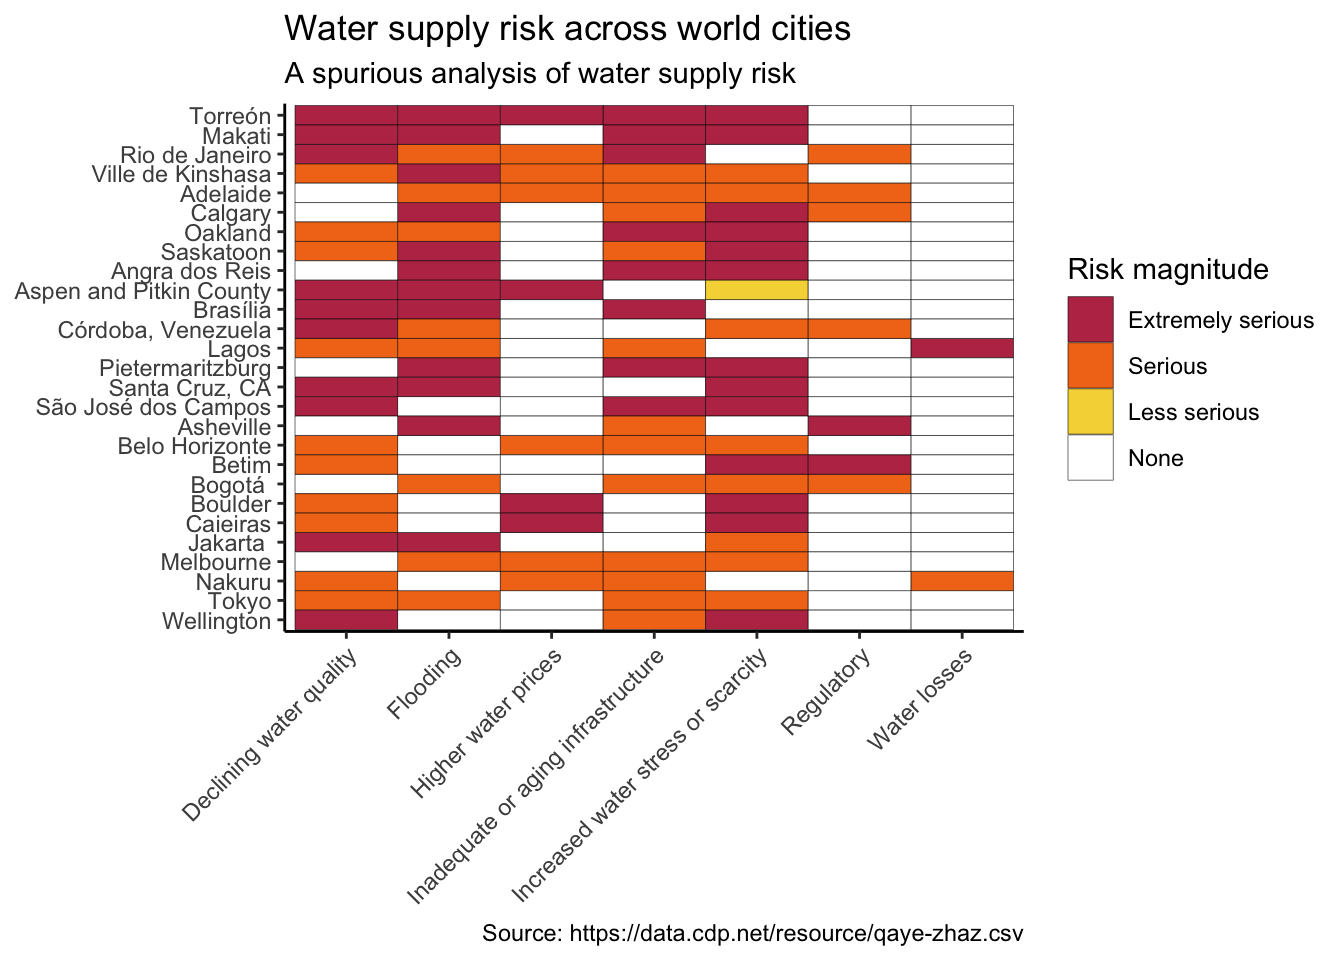 Water supply risk across world cities
A spurious analysis of water supply risk
Torreón
Makati
Rio de Janeiro
Ville de Kinshasa
Adelaide
Calgary
Oakland
Saskatoon
Angra dos Reis
Aspen and Pitkin County
Brasília
Córdoba, Venezuela
Lagos
Pietermaritzburg
Santa Cruz, CA
São José dos Campos
Asheville
Belo Horizonte
Betim
Bogotá
Boulder
Caieiras
Jakarta
Melbourne
Nakuru
Tokyo
Wellington
Declining water quality
Flooding
Higher water prices
Inadequate or aging infrastructure
Increased water stress or scarcity
Regulatory
Water losses
Risk magnitude
Extremely serious
Serious
Less serious
None
Source: https://data.cdp.net/resource/qaye-zhaz.csv